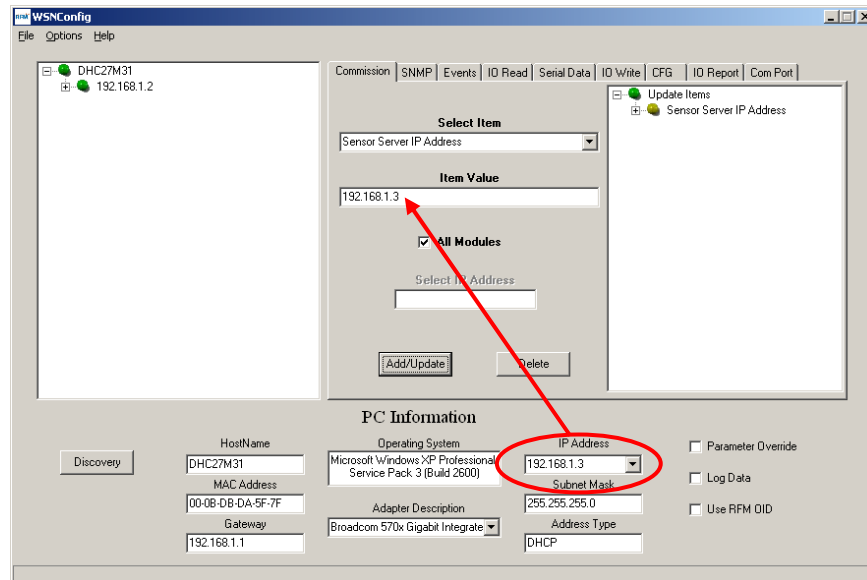 RFM WSNConfig
File Options Help
DHC27M31
192.168.1.2
Commission SNMP Events IO Read Serial Data IO Write CFG IO Report Com Port
Select Item
Sensor Server IP Address
Item Value
192.168.1.3
All Modules
Select IP Address
Add/Update Delete
Update Items
Sensor Server IP Address
PC Information
Discovery
HostName
DHC27M31
MAC Address
00-0B-DB-DA-5F-7F
Gateway
192.168.1.1
Operating System
Microsoft Windows XP Professional
Service Pack 3 (Build 2600)
Adapter Description
Broadcom 570x Gigabit Integrate
IP Address
192.168.1.3
Subnet Mask
255.255.255.0
Address Type
DHCP
Parameter Override
Log Data
Use RFM OID